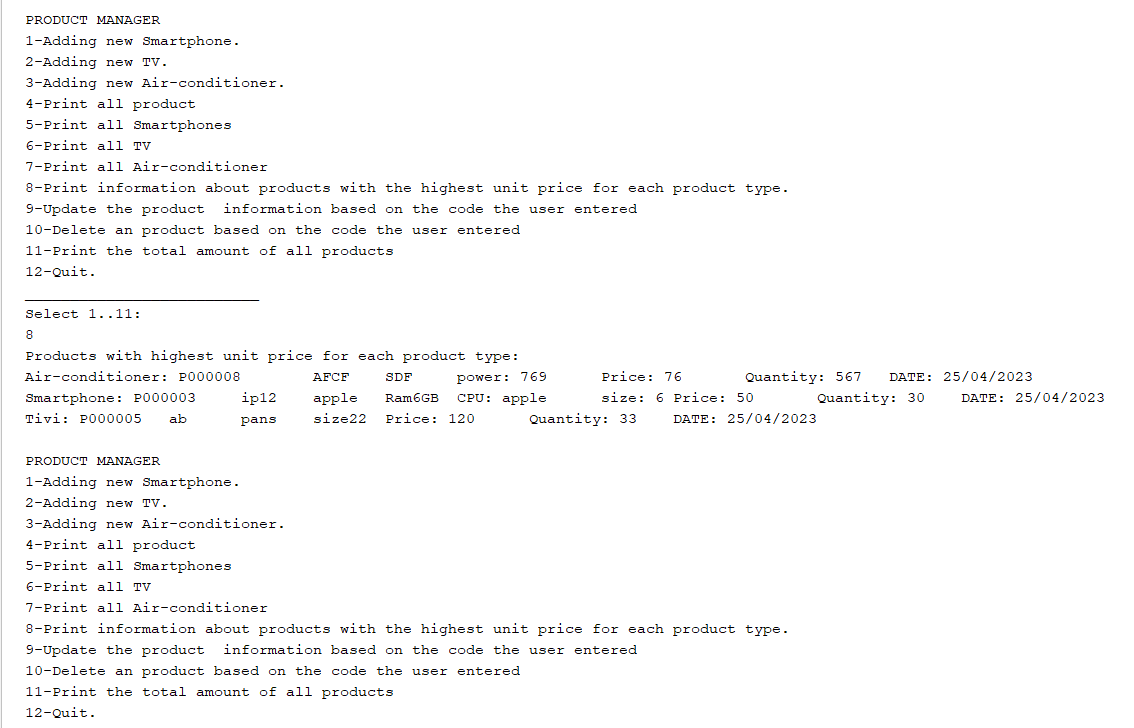 PRODUCT MANAGER
1-Adding new Smartphone.
2-Adding new TV.
3-Adding new Air-conditioner.
4-Print all product
5-Print all Smartphones
6-Print all TV
7-Print all Air-conditioner
8-Print information about products with the highest unit price for each product type.
9-Update the product  information based on the code the user entered
10-Delete an product based on the code the user entered
11-Print the total amount of all products
12-Quit.
__________________________
Select 1..11:
8
Products with highest unit price for each product type:
Air-conditioner: P000008        AFCF    SDF     power: 769      Price: 76       Quantity: 567   DATE: 25/04/2023
Smartphone: P000003     ip12    apple   Ram6GB  CPU: apple      size: 6 Price: 50       Quantity: 30    DATE: 25/04/2023
Tivi: P000005   ab      pans    size22  Price: 120      Quantity: 33    DATE: 25/04/2023
PRODUCT MANAGER
1-Adding new Smartphone.
2-Adding new TV.
3-Adding new Air-conditioner.
4-Print all product
5-Print all Smartphones
6-Print all TV
7-Print all Air-conditioner
8-Print information about products with the highest unit price for each product type.
9-Update the product  information based on the code the user entered
10-Delete an product based on the code the user entered
11-Print the total amount of all products
12-Quit.